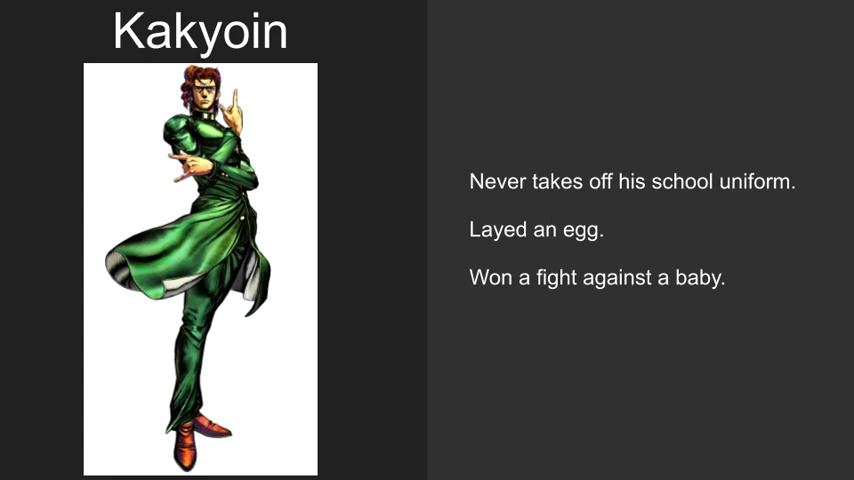 Kakyoin
Never takes off his school uniform.
Layed an egg.
Won a fight against a baby.